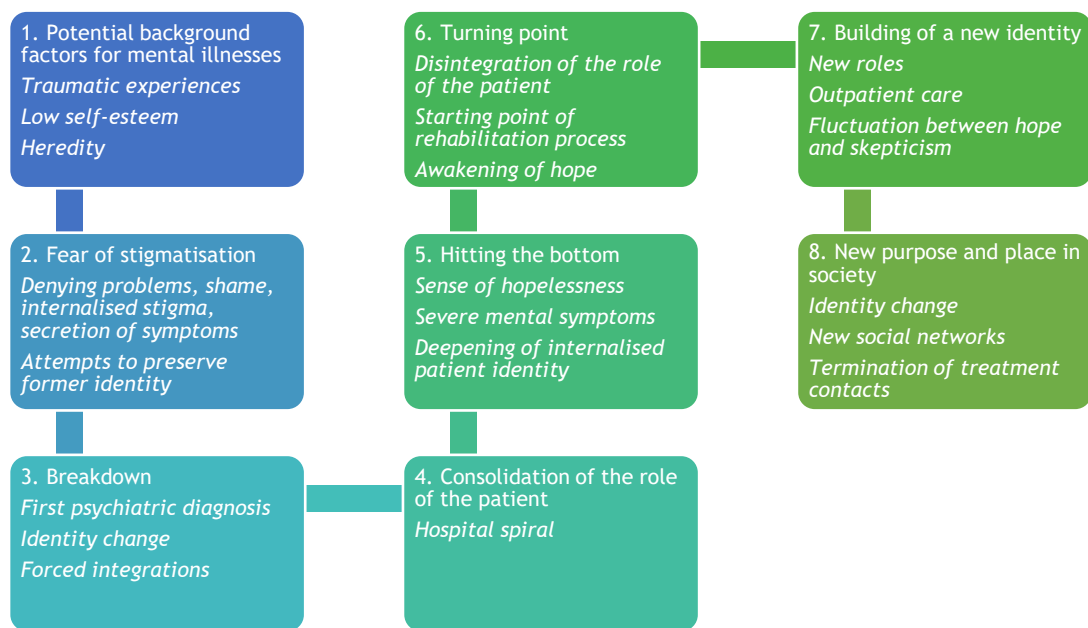 1. Potential background
factors for mental illnesses
Traumatic experiences
Low self-esteem
Heredity
2. Fear of stigmatisation
Denying problems, shame,
internalised stigma,
secretion of symptoms
Attempts to preserve
former identity
3. Breakdown
First psychiatric diagnosis
Identity change
Forced integrations
4. Consolidation of the role
of the patient
Hospital spiral
5. Hitting the bottom
Sense of hopelessness
Severe mental symptoms
Deepening of internalised
patient identity
6. Turning point
Disintegration of the role
of the patient
Starting point of
rehabilitation process
Awakening of hope
7. Building of a new identity
New roles
Outpatient care
Fluctuation between hope
and skepticism
8. New purpose and place in
society
Identity change
New social networks
Termination of treatment
contacts